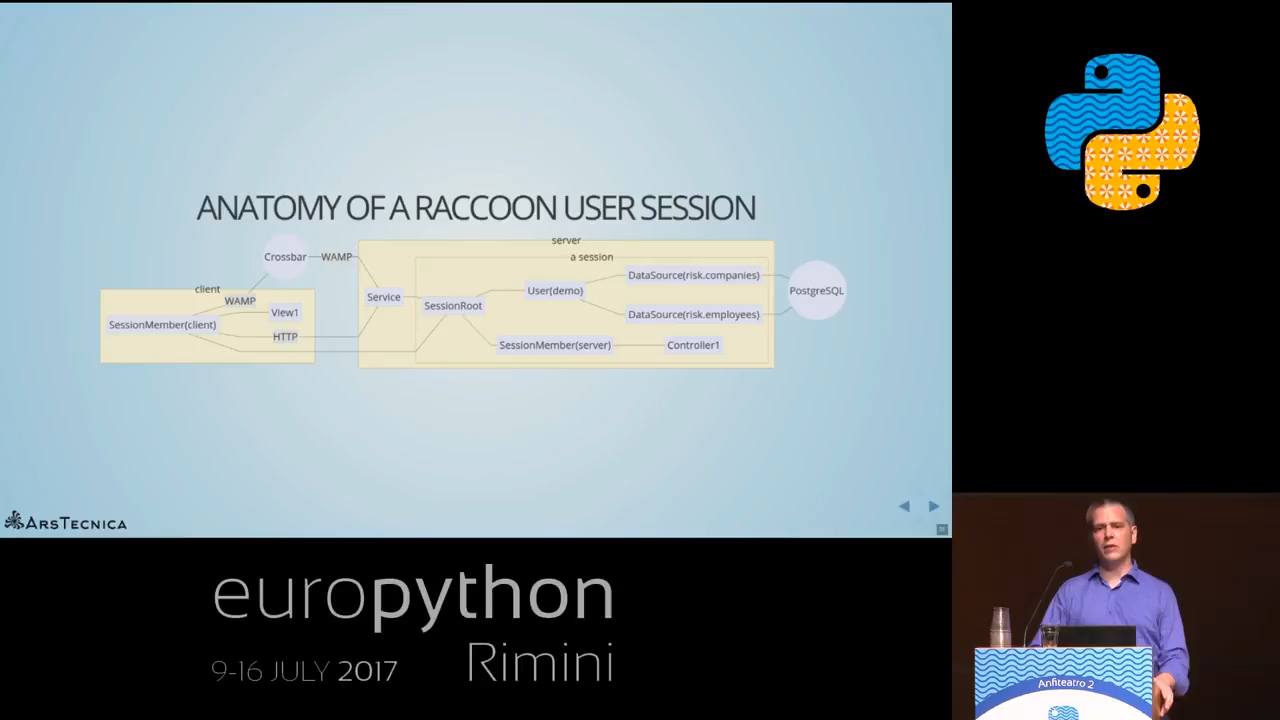 ANATOMY OF A RACCOON USER SESSION
server
Crossbar
WAMP
a session
DataSource(risk.companies)
client
User(demo)
PostgreSQL
WAMP
Service
SessionRoot
View1
DataSource(risk.employees)
SessionMember(client)
HTTP
SessionMember(server)
Controller1
ARSTECNICA
europython
Rimini
9-16 JULY 2017
Anfiteatro 2